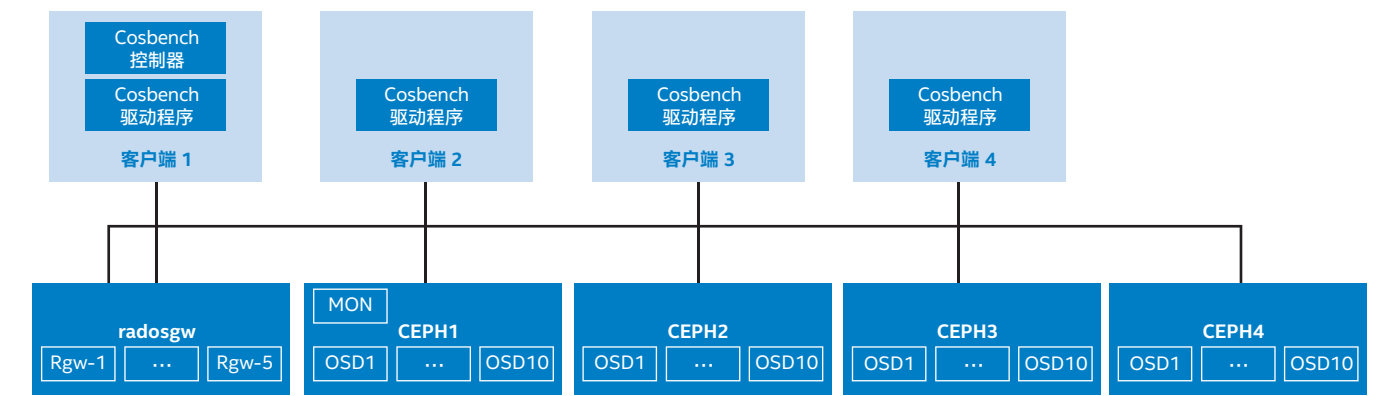 Cosbench
控制器
Cosbench
驱动程序
客户端 1
Cosbench
驱动程序
客户端 2
Cosbench
驱动程序
客户端 3
Cosbench
驱动程序
客户端 4
radosgw
Rgw-1 ... Rgw-5
MON
CEPH1
OSD1 ... OSD10
CEPH2
OSD1 ... OSD10
CEPH3
OSD1 ... OSD10
CEPH4
OSD1 ... OSD10